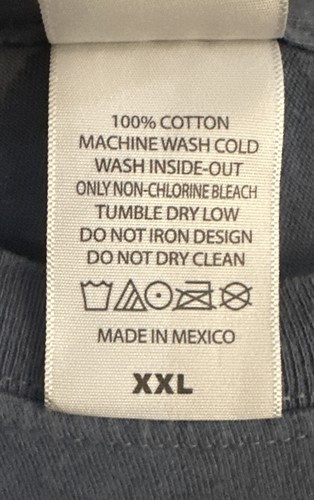 100% COTTON
MACHINE WASH COLD
WASH INSIDE-OUT
ONLY NON-CHLORINE BLEACH
TUMBLE DRY LOW
DO NOT IRON DESIGN
DO NOT DRY CLEAN
MADE IN MEXICO
XXL